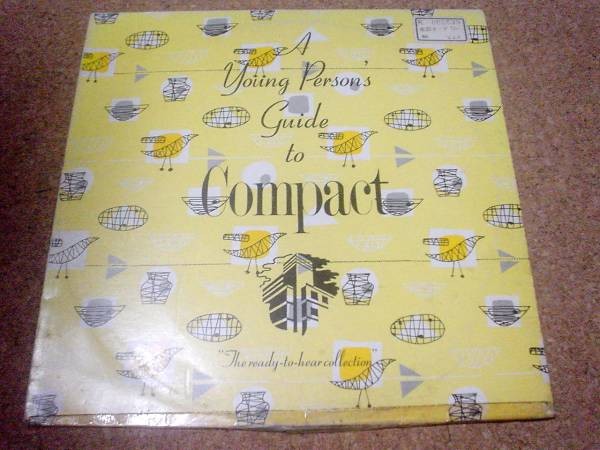 A
Young Person's
Guide
to
Compact
"The ready-to-hear collection"